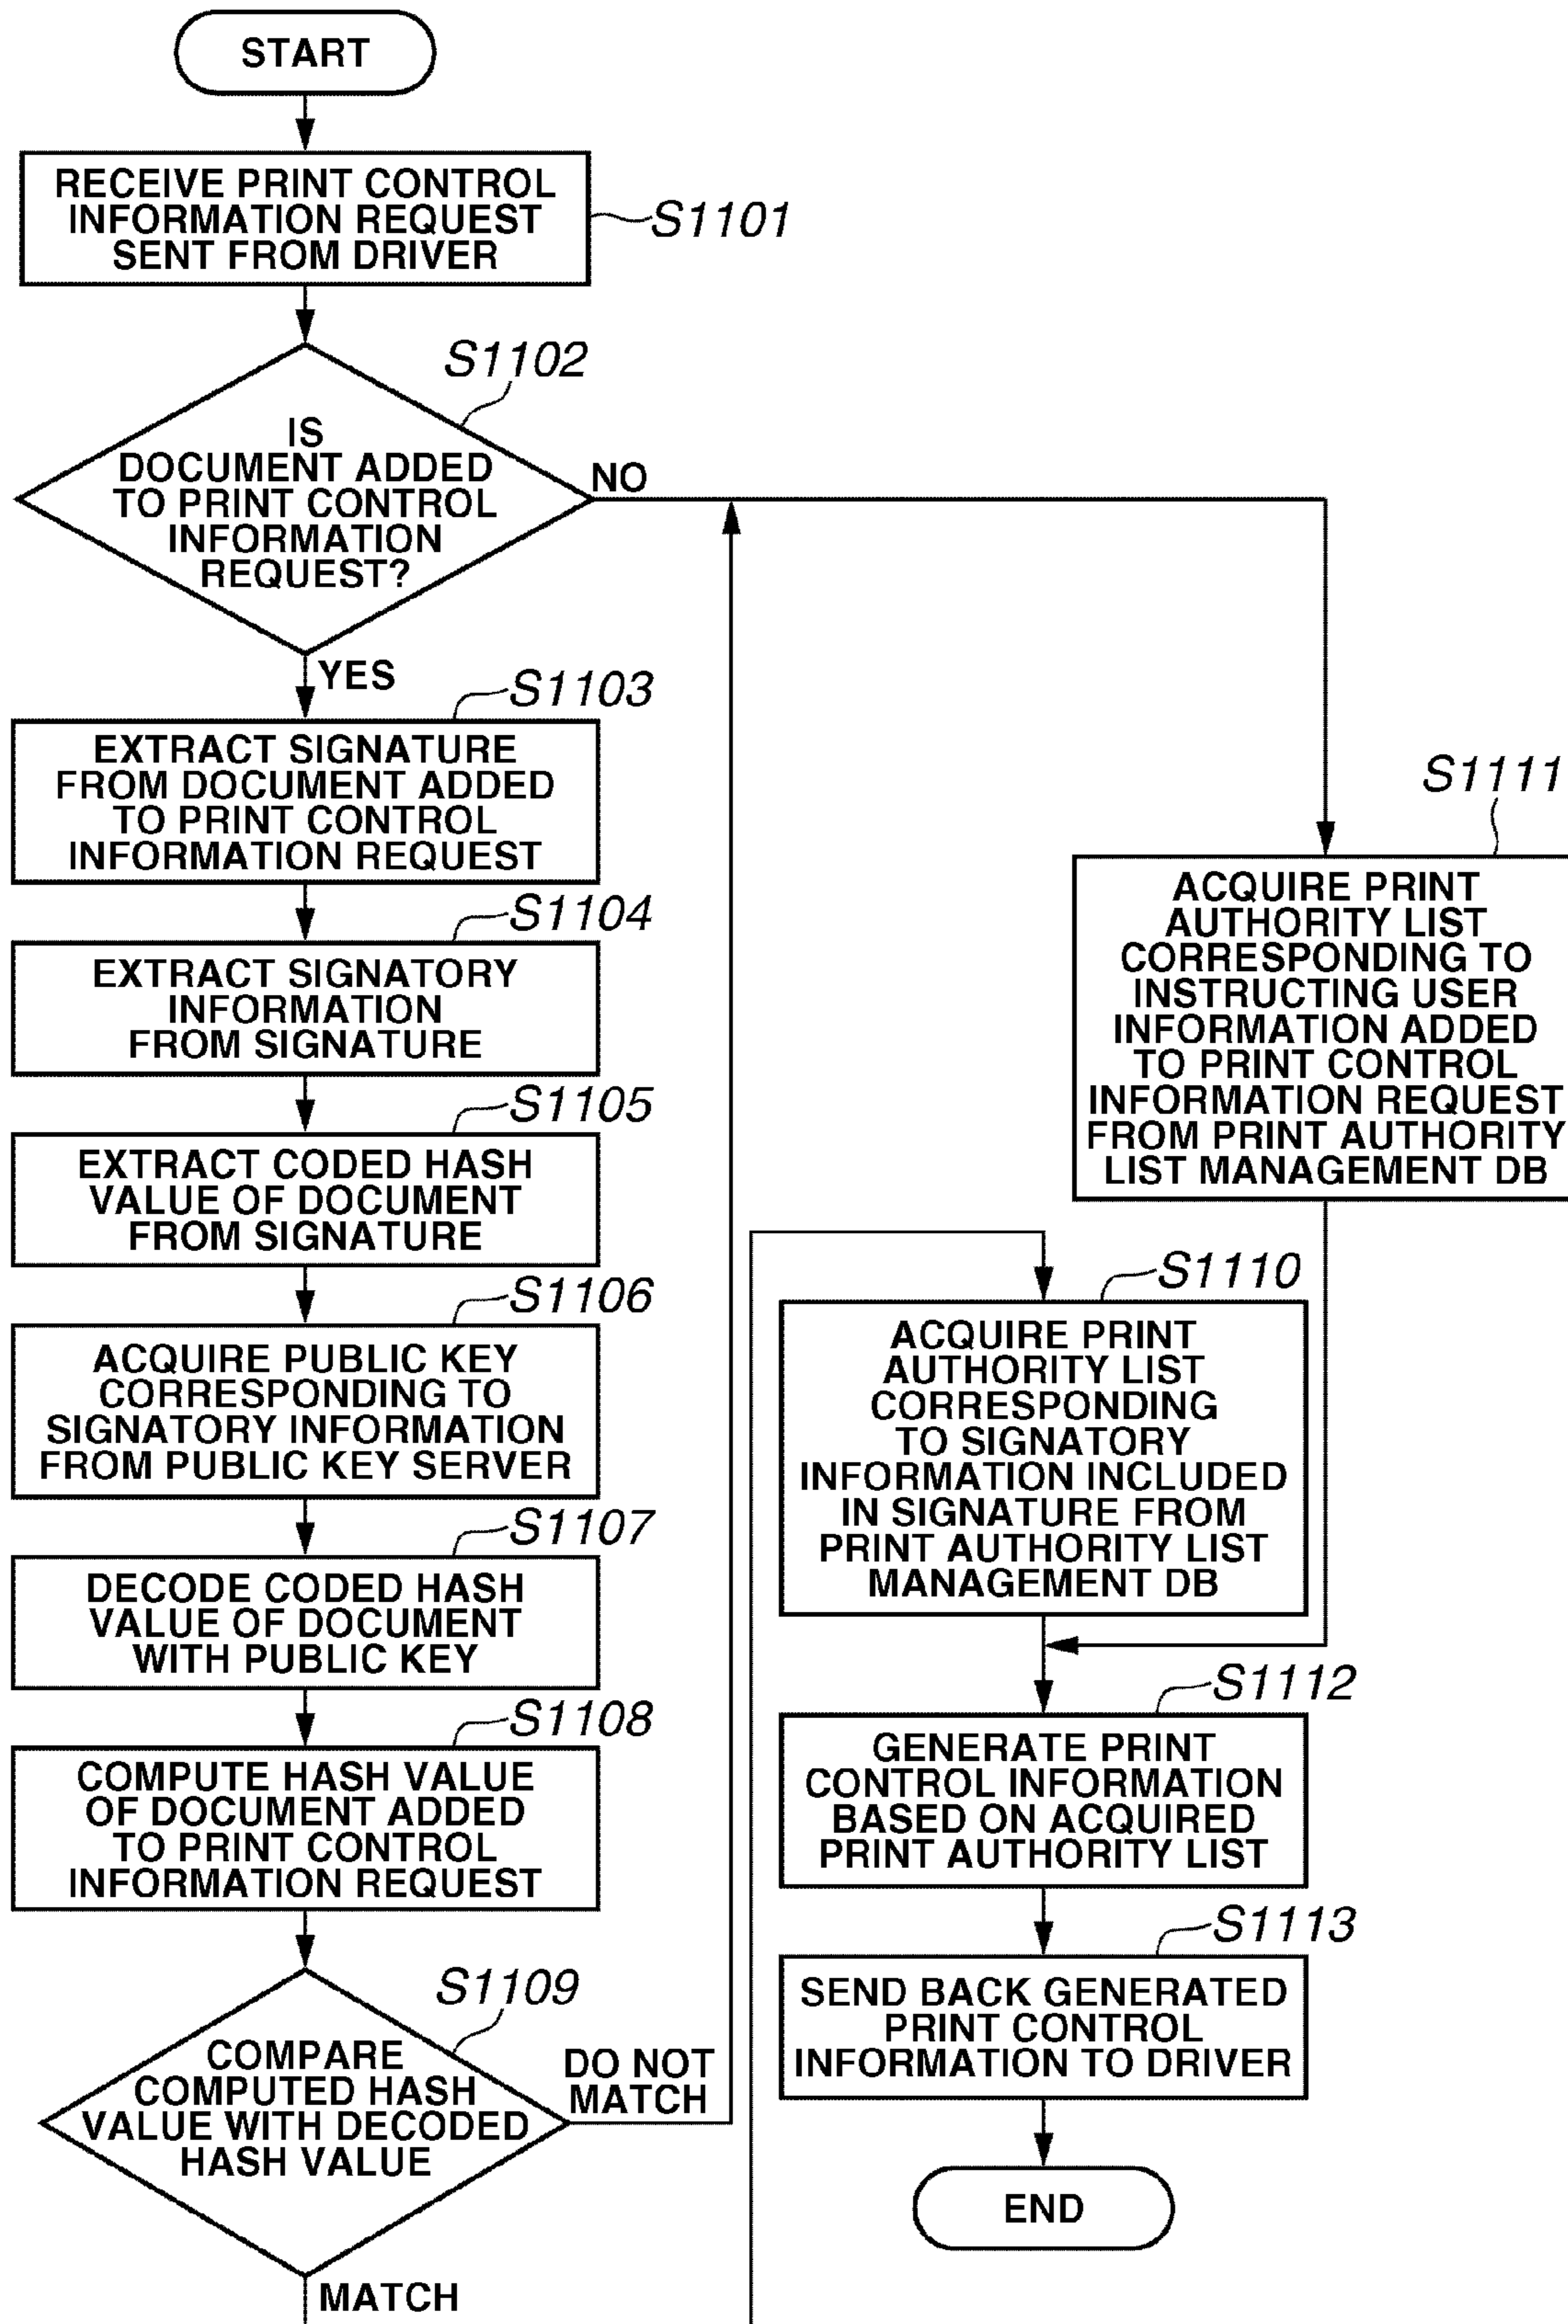 START
RECEIVE PRINT CONTROL
INFORMATION REQUEST
SENT FROM DRIVER
S1101
S1102
IS
DOCUMENT ADDED
TO PRINT CONTROL
INFORMATION
REQUEST?
NO
YES
S1103
EXTRACT SIGNATURE
FROM DOCUMENT ADDED
TO PRINT CONTROL
INFORMATION REQUEST
S1104
EXTRACT SIGNATORY
INFORMATION
FROM SIGNATURE
S1105
EXTRACT CODED HASH
VALUE OF DOCUMENT
FROM SIGNATURE
S1106
ACQUIRE PUBLIC KEY
CORRESPONDING TO
SIGNATORY INFORMATION
FROM PUBLIC KEY SERVER
S1107
DECODE CODED HASH
VALUE OF DOCUMENT
WITH PUBLIC KEY
S1108
COMPUTE HASH VALUE
OF DOCUMENT ADDED
TO PRINT CONTROL
INFORMATION REQUEST
S1109
COMPARE
COMPUTED HASH
VALUE WITH DECODED
HASH VALUE
DO NOT
MATCH
MATCH
S1111
ACQUIRE PRINT
AUTHORITY LIST
CORRESPONDING TO
INSTRUCTING USER
INFORMATION ADDED
TO PRINT CONTROL
INFORMATION REQUEST
FROM PRINT AUTHORITY
LIST MANAGEMENT DB
S1110
ACQUIRE PRINT
AUTHORITY LIST
CORRESPONDING
TO SIGNATORY
INFORMATION INCLUDED
IN SIGNATURE FROM
PRINT AUTHORITY LIST
MANAGEMENT DB
S1112
GENERATE PRINT
CONTROL INFORMATION
BASED ON ACQUIRED
PRINT AUTHORITY LIST
S1113
SEND BACK GENERATED
PRINT CONTROL
INFORMATION TO DRIVER
END